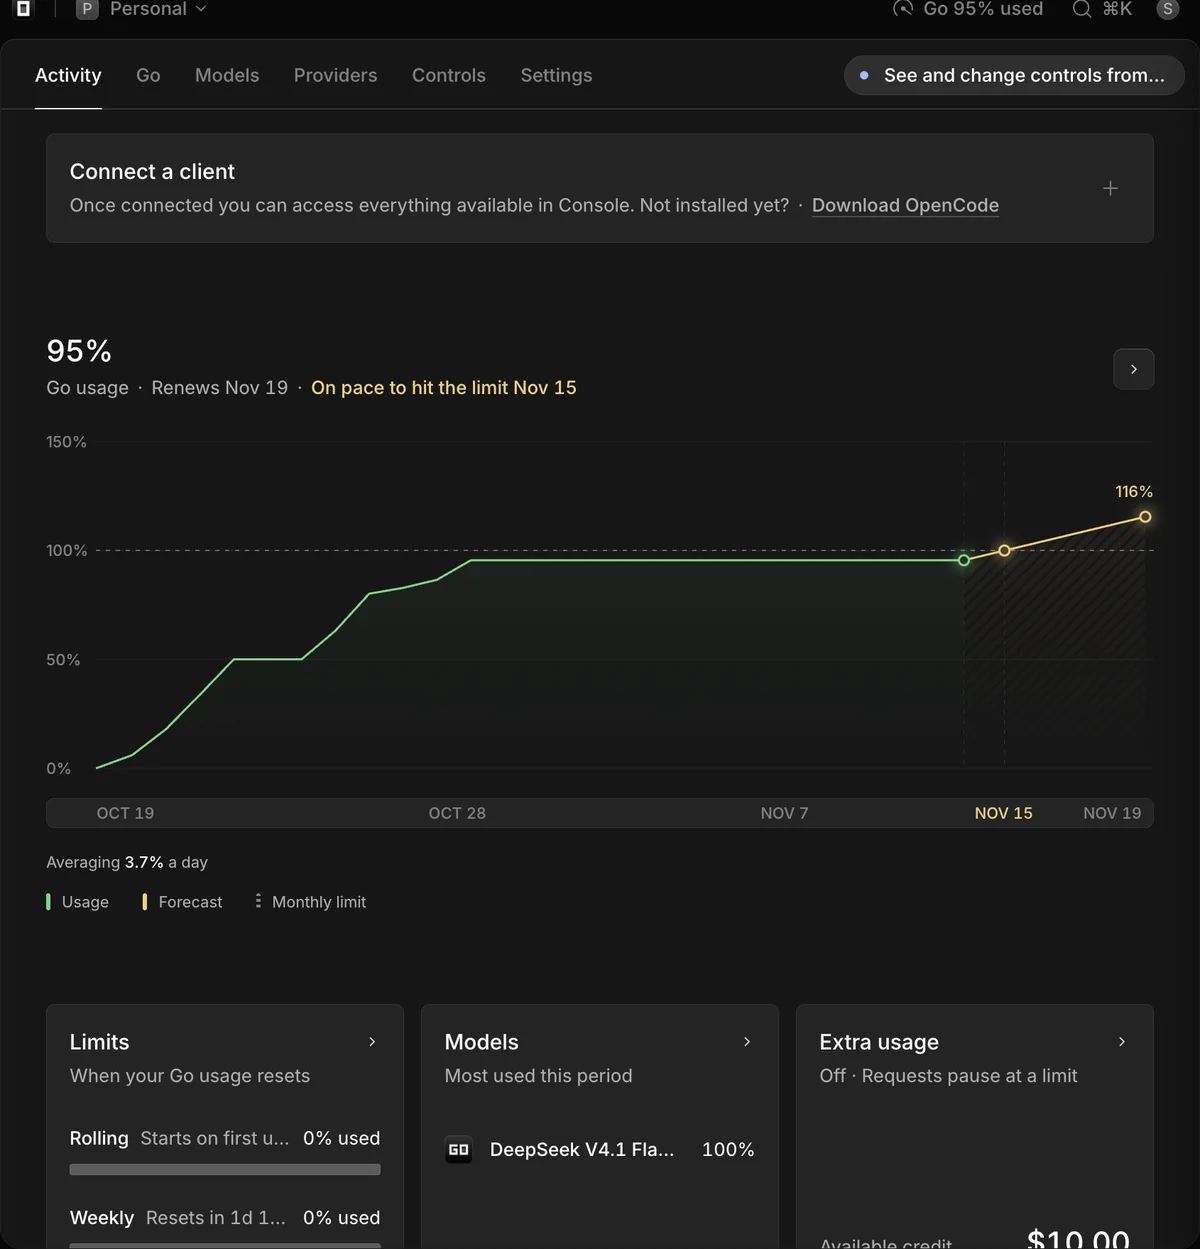 P Personal
Go 95% used
⌘K
S
Activity Go Models Providers Controls Settings
See and change controls from...
Connect a client
Once connected you can access everything available in Console. Not installed yet? · Download OpenCode
95%
Go usage · Renews Nov 19 · On pace to hit the limit Nov 15
150%
116%
100%
50%
0%
OCT 19 OCT 28 NOV 7 NOV 15 NOV 19
Averaging 3.7% a day
Usage Forecast Monthly limit
Limits
When your Go usage resets
Rolling Starts on first u... 0% used
Weekly Resets in 1d 1... 0% used
Models
Most used this period
GO DeepSeek V4.1 Fla... 100%
Extra usage
Off · Requests pause at a limit
Available credit $10.00